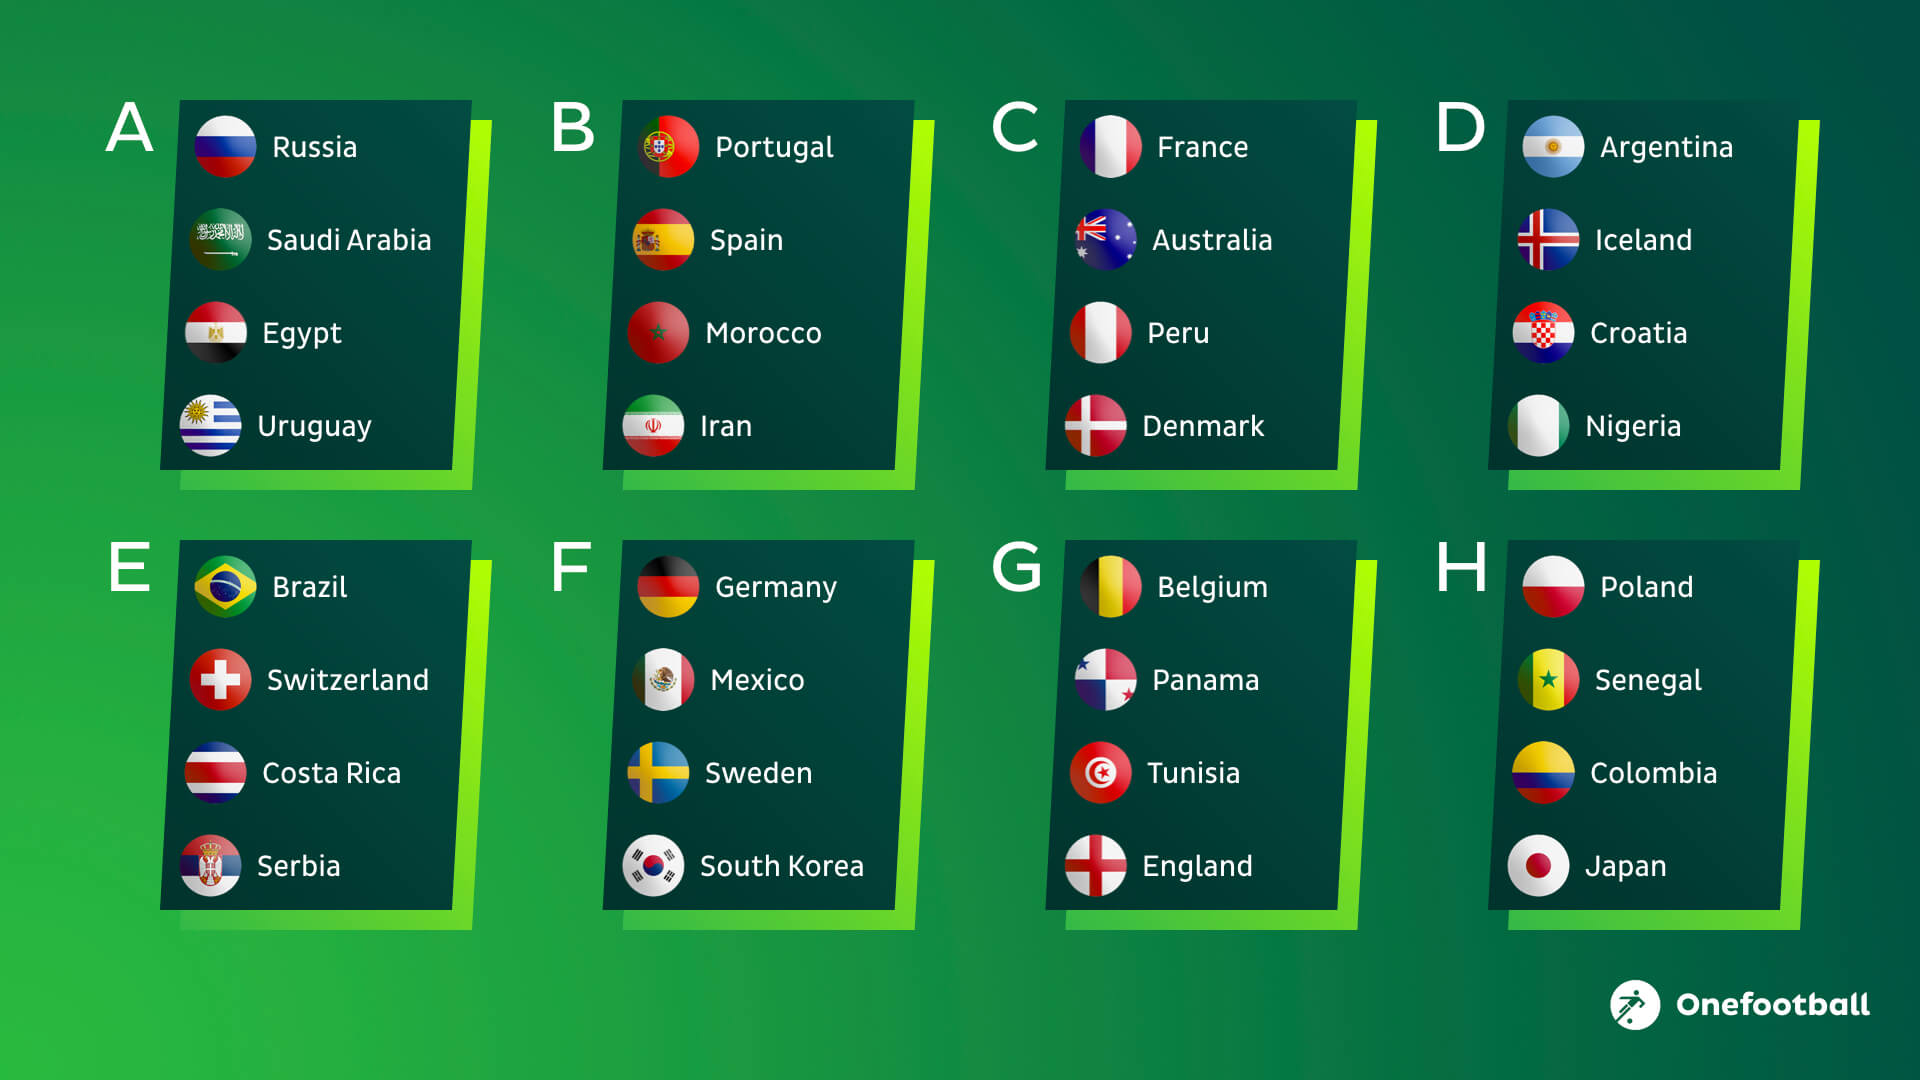 A
Russia
Saudi Arabia
Egypt
Uruguay
B
Portugal
Spain
Morocco
Iran
C
France
Australia
Peru
Denmark
D
Argentina
Iceland
Croatia
Nigeria
E
Brazil
Switzerland
Costa Rica
Serbia
F
Germany
Mexico
Sweden
South Korea
G
Belgium
Panama
Tunisia
England
H
Poland
Senegal
Colombia
Japan
Onefootball